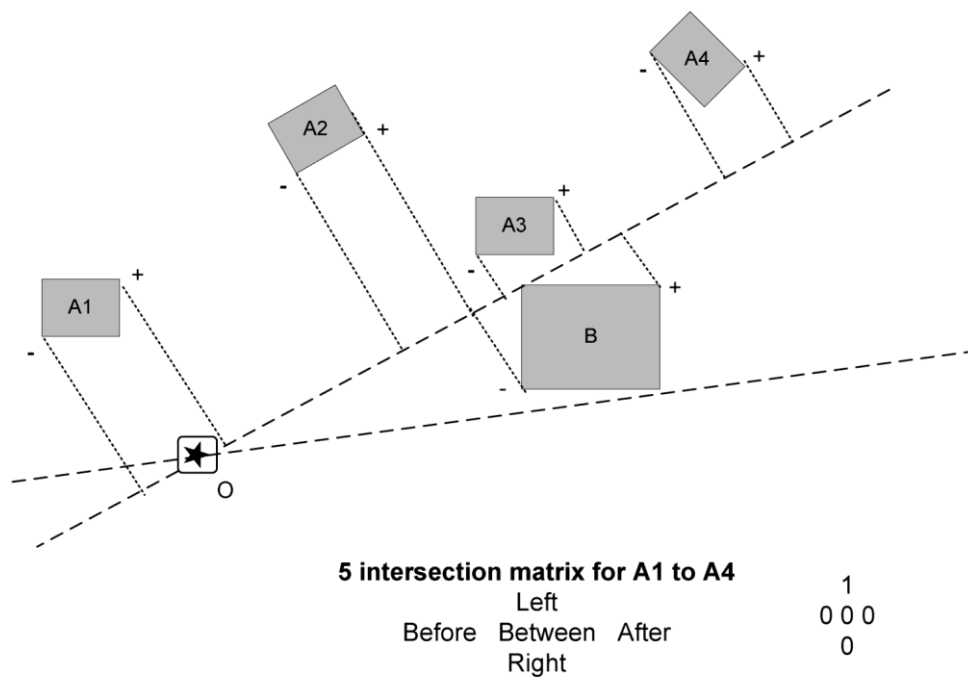 A4
-
+
A2
+
-
+
A3
-
+
A1
+
-
B
-
O
5 intersection matrix for A1 to A4
Left
Before Between After
Right
1
0 0 0
0